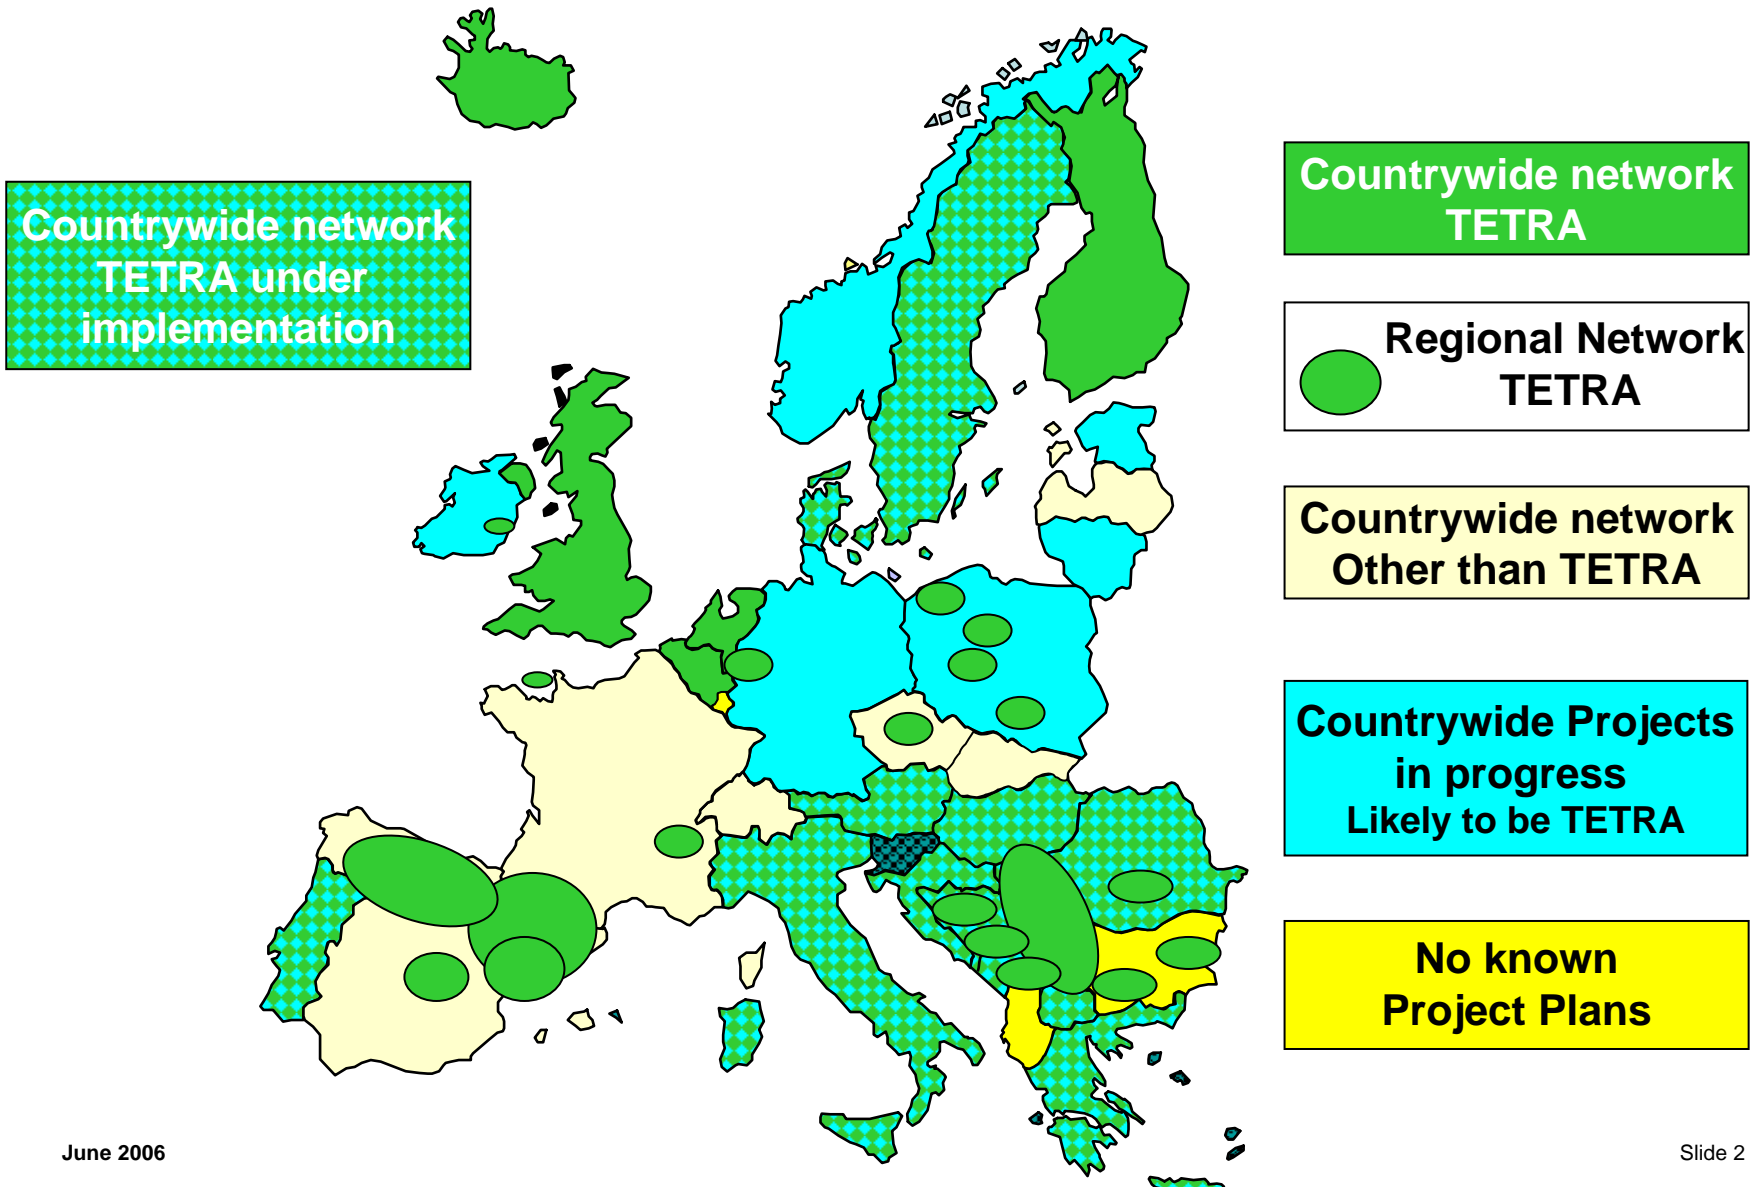 Countrywide network
TETRA under
implementation
Countrywide network
TETRA
Regional Network
TETRA
Countrywide network
Other than TETRA
Countrywide Projects
in progress
Likely to be TETRA
No known
Project Plans
June 2006
Slide 2